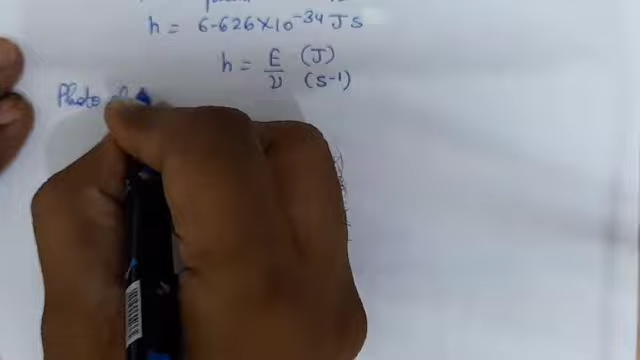 h = 6.626×10⁻³⁴ J s
h = E/ν (J) (s-1)
Photo